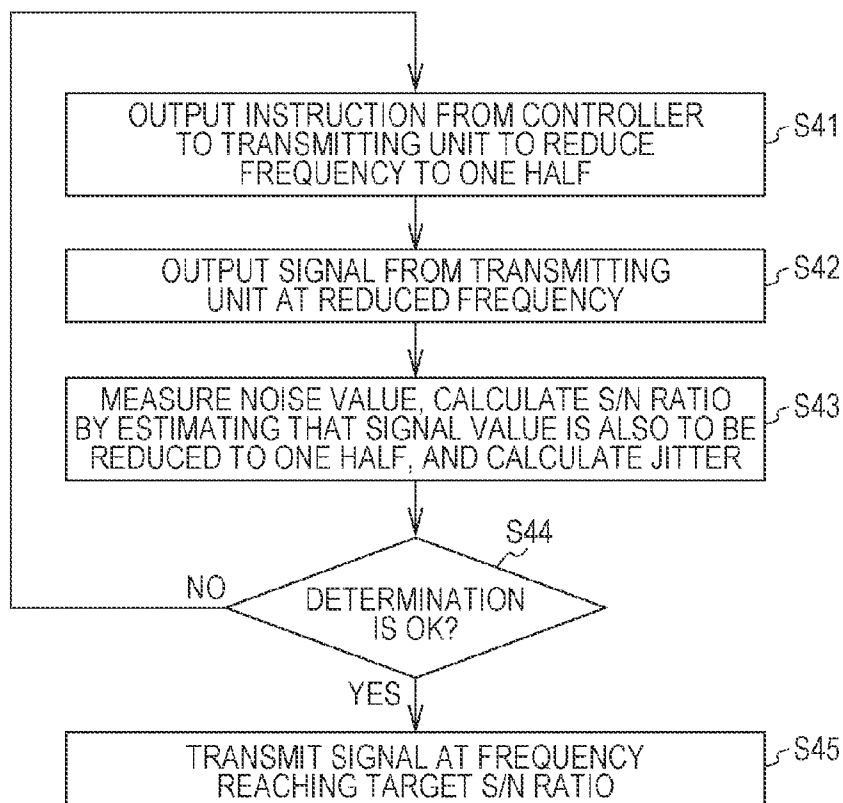 OUTPUT INSTRUCTION FROM CONTROLLER
TO TRANSMITTING UNIT TO REDUCE
FREQUENCY TO ONE HALF
S41
OUTPUT SIGNAL FROM TRANSMITTING
UNIT AT REDUCED FREQUENCY
S42
MEASURE NOISE VALUE, CALCULATE S/N RATIO
BY ESTIMATING THAT SIGNAL VALUE IS ALSO TO BE
REDUCED TO ONE HALF, AND CALCULATE JITTER
S43
S44
NO
DETERMINATION
IS OK?
YES
TRANSMIT SIGNAL AT FREQUENCY
REACHING TARGET S/N RATIO
S45